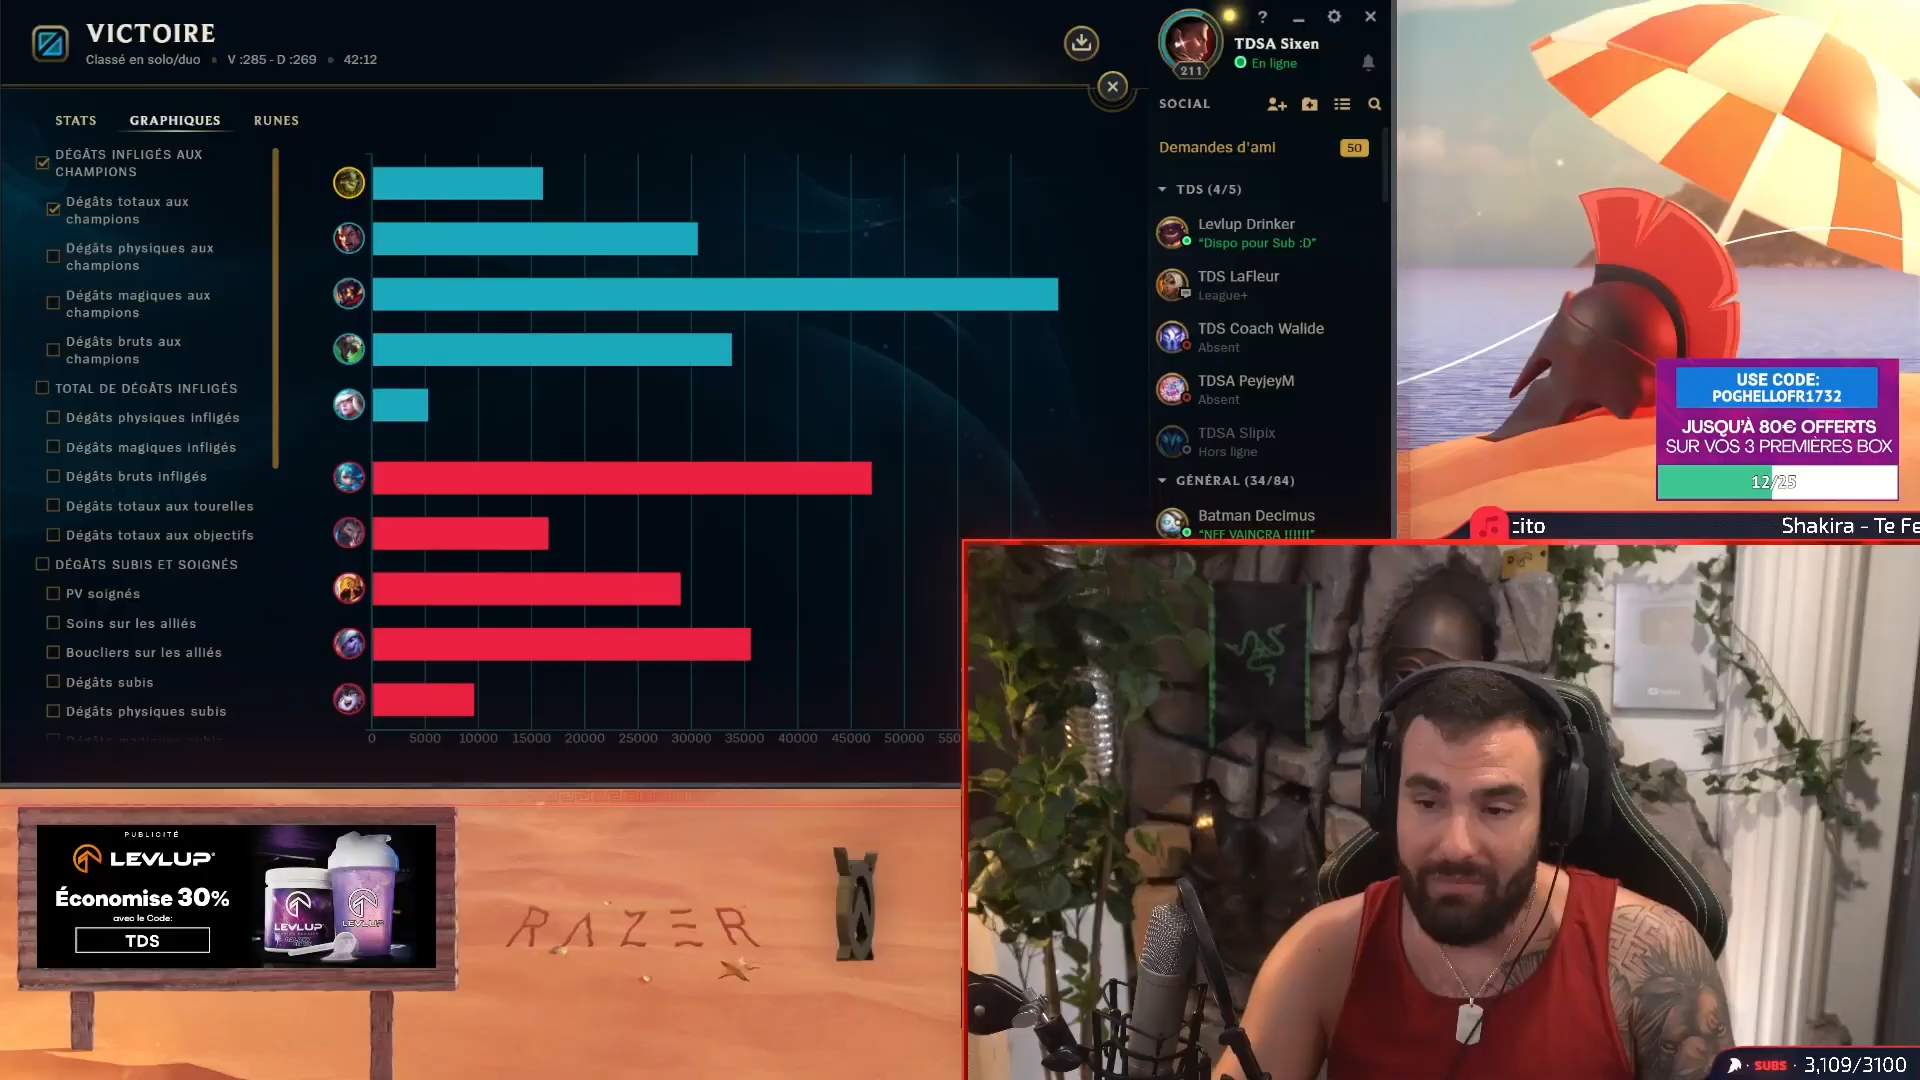 VICTOIRE
Classé en solo/duo • V :285 - D :269 • 42:12
STATS
GRAPHIQUES
RUNES
DÉGÂTS INFLIGÉS AUX
CHAMPIONS
Dégâts totaux aux
champions
Dégâts physiques aux
champions
Dégâts magiques aux
champions
Dégâts bruts aux
champions
TOTAL DE DÉGÂTS INFLIGÉS
Dégâts physiques infligés
Dégâts magiques infligés
Dégâts bruts infligés
Dégâts totaux aux tourelles
Dégâts totaux aux objectifs
DÉGÂTS SUBIS ET SOIGNÉS
PV soignés
Soins sur les alliés
Boucliers sur les alliés
Dégâts subis
Dégâts physiques subis
0 5000 10000 15000 20000 25000 30000 35000 40000 45000 50000
?
211
TDSA Sixen
En ligne
SOCIAL
Demandes d'ami
50
TDS (4/5)
Levlup Drinker
"Dispo pour Sub :D"
TDS LaFleur
League+
TDS Coach Walide
Absent
TDSA PeyjeyM
Absent
TDSA Slipix
Hors ligne
GÉNÉRAL (34/84)
Batman Decimus
"NFF VAINCRA !!!!!!"
USE CODE:
POGHELLOFR1732
JUSQU'À 80€ OFFERTS
SUR VOS 3 PREMIÈRES BOX
12/25
cito
Shakira - Te Fe
PUBLICITÉ
LEVLUP
Économise 30%
avec le Code:
TDS
LEVLUP
LEVLUP
RAZER
SUBS · 3,109/3100